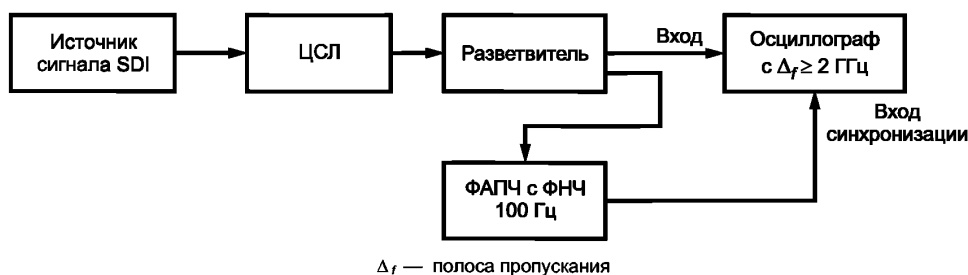 Источник
сигнала SDI
ЦСЛ
Разветвитель
Вход
Осциллограф
с Δf ≥ 2 ГГц
Вход
синхронизации
ФАПЧ с ФНЧ
100 Гц
Δf — полоса пропускания